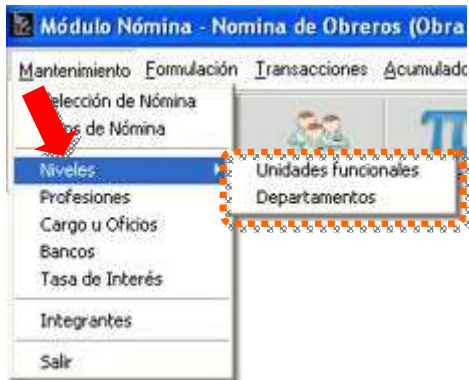 Módulo Nómina - Nomina de Obreros (Obra
Mantenimiento Formulación Transacciones Acumulado
elección de Nómina
os de Nómina
Niveles
Unidades funcionales
Profesiones
Departamentos
Cargo u Oficios
Bancos
Tasa de Interés
Integrantes
Salir